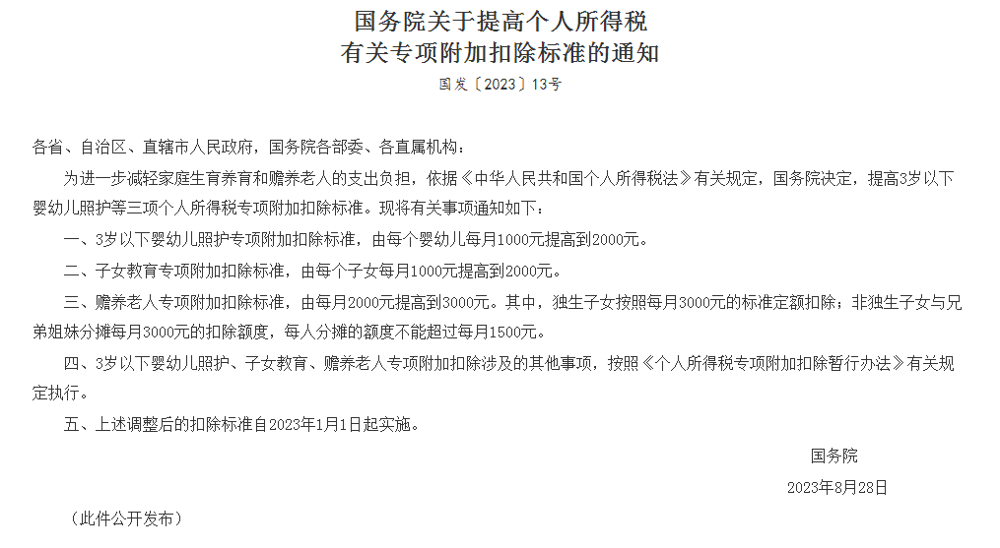 国务院关于提高个人所得税
有关专项附加扣除标准的通知
国发〔2023〕13号
各省、自治区、直辖市人民政府，国务院各部委、各直属机构：
为进一步减轻家庭生育养育和赡养老人的支出负担，依据《中华人民共和国个人所得税法》有关规定，国务院决定，提高3岁以下
婴幼儿照护等三项个人所得税专项附加扣除标准。现将有关事项通知如下：
一、3岁以下婴幼儿照护专项附加扣除标准，由每个婴幼儿每月1000元提高到2000元。
二、子女教育专项附加扣除标准，由每个子女每月1000元提高到2000元。
三、赡养老人专项附加扣除标准，由每月2000元提高到3000元。其中，独生子女按照每月3000元的标准定额扣除；非独生子女与兄
弟姐妹分摊每月3000元的扣除额度，每人分摊的额度不能超过每月1500元。
四、3岁以下婴幼儿照护、子女教育、赡养老人专项附加扣除涉及的其他事项，按照《个人所得税专项附加扣除暂行办法》有关规
定执行。
五、上述调整后的扣除标准自2023年1月1日起实施。
国务院
2023年8月28日
（此件公开发布）